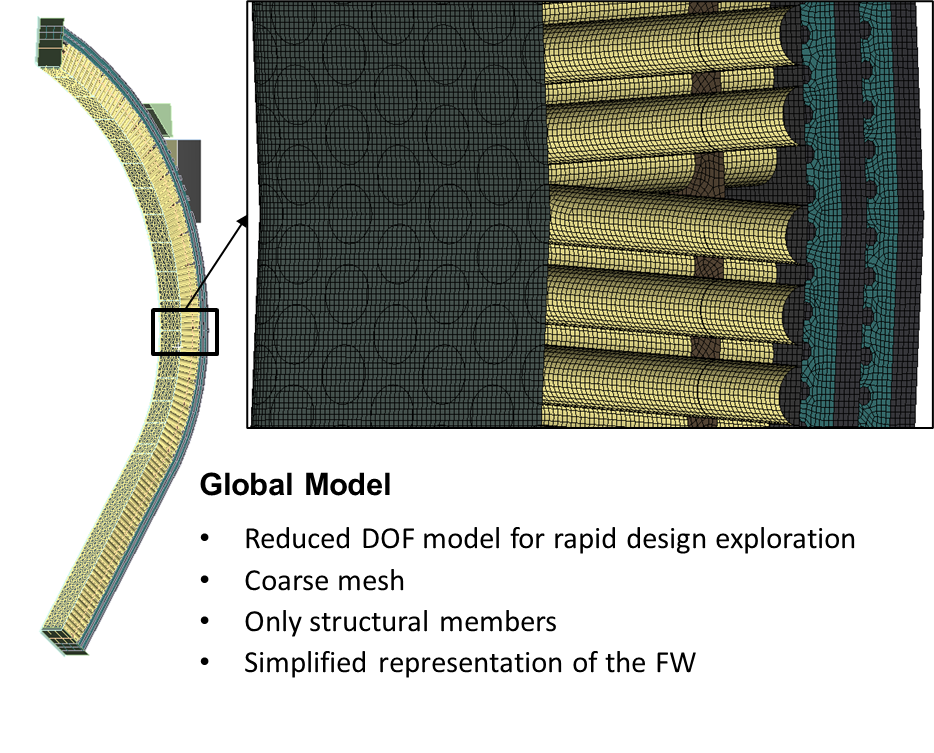 Global Model
• Reduced DOF model for rapid design exploration
• Coarse mesh
• Only structural members
• Simplified representation of the FW